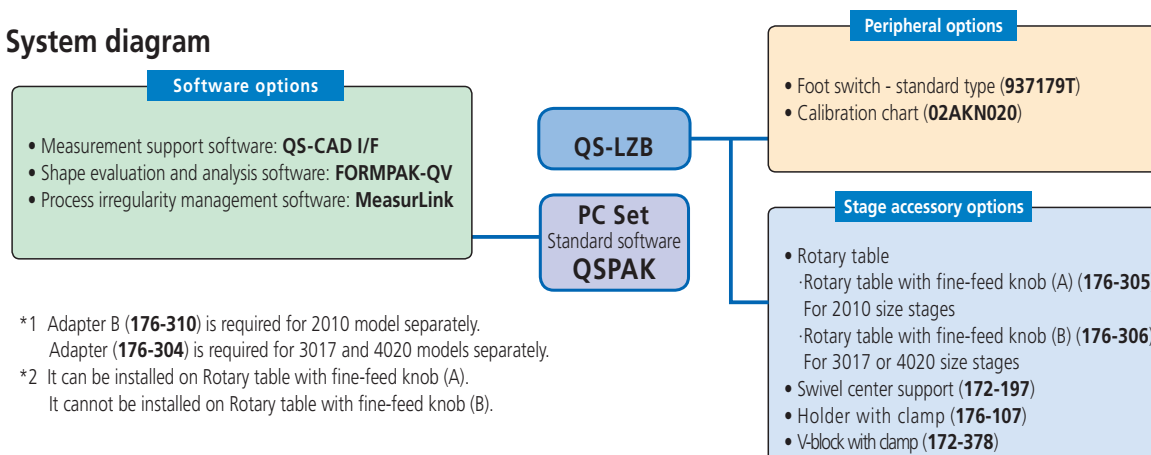 System diagram
Software options
• Measurement support software: QS-CAD I/F
• Shape evaluation and analysis software: FORMPAK-QV
• Process irregularity management software: MeasurLink
QS-LZB
PC Set
Standard software
QSPAK
Peripheral options
• Foot switch - standard type (937179T)
• Calibration chart (02AKN020)
Stage accessory options
• Rotary table
·Rotary table with fine-feed knob (A) (176-305
For 2010 size stages
·Rotary table with fine-feed knob (B) (176-306)
For 3017 or 4020 size stages
• Swivel center support (172-197)
• Holder with clamp (176-107)
• V-block with clamp (172-378)
*1 Adapter B (176-310) is required for 2010 model separately.
Adapter (176-304) is required for 3017 and 4020 models separately.
*2 It can be installed on Rotary table with fine-feed knob (A).
It cannot be installed on Rotary table with fine-feed knob (B).